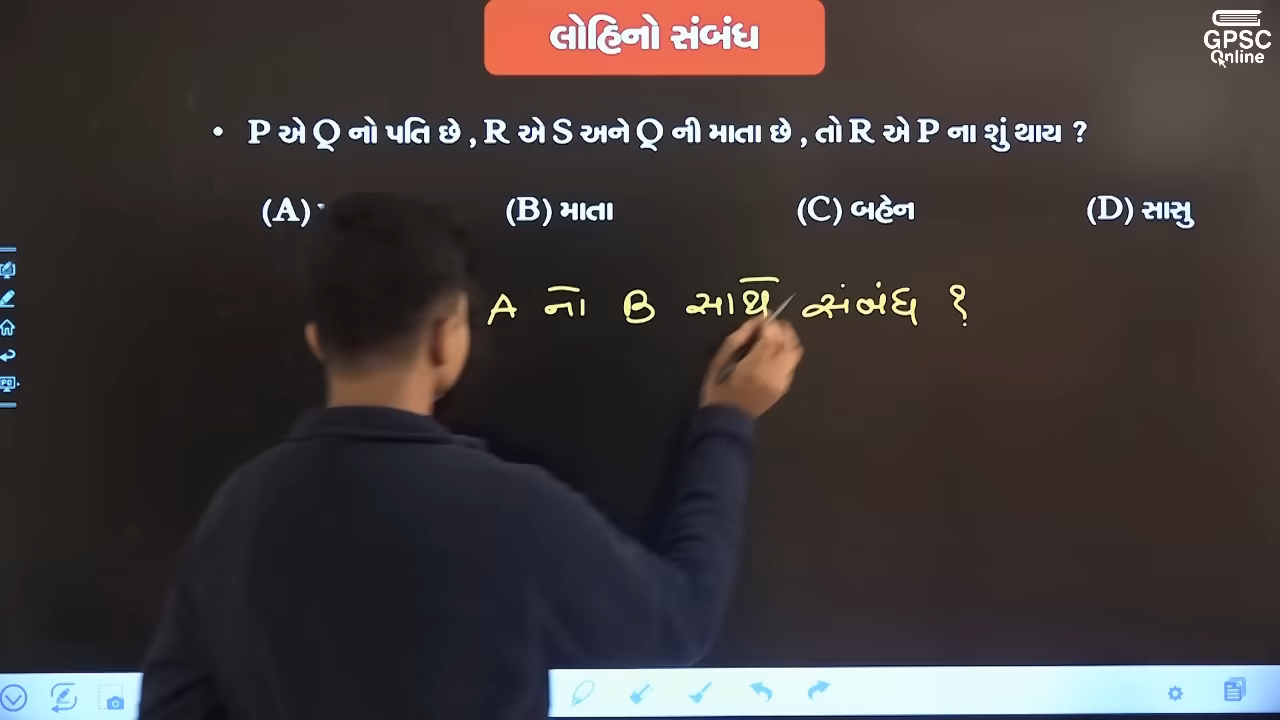 લોહિનો સંબંધ
GPSC
Online
• P એ Q નો પતિ છે , R એ S અને Q ની માતા છે , તો R એ P ના શું થાય ?
(A)
(B) માતા
(C) બહેન
(D) સાસુ
A નો B સાથે સંબંધ ?